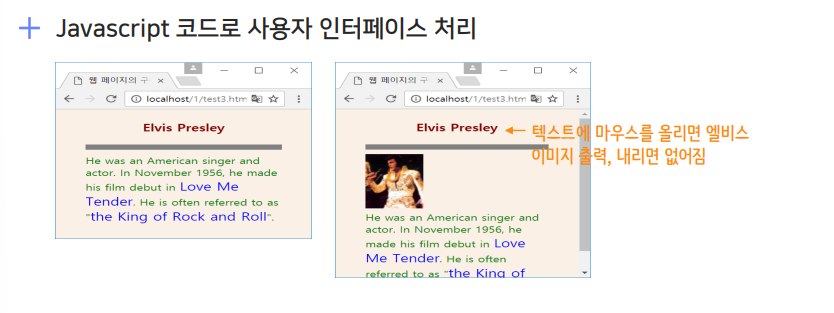 Javascript 코드로 사용자 인터페이스 처리
웹 페이지의 구
localhost/1/test3.htm
Elvis Presley
He was an American singer and
actor. In November 1956, he made
his film debut in Love Me
Tender. He is often referred to as
"the King of Rock and Roll".
웹 페이지의 구
localhost/1/test3.htm
Elvis Presley
He was an American singer and
actor. In November 1956, he
made his film debut in Love
Me Tender. He is often
referred to as "the King of
텍스트에 마우스를 올리면 엘비스
이미지 출력, 내리면 없어짐